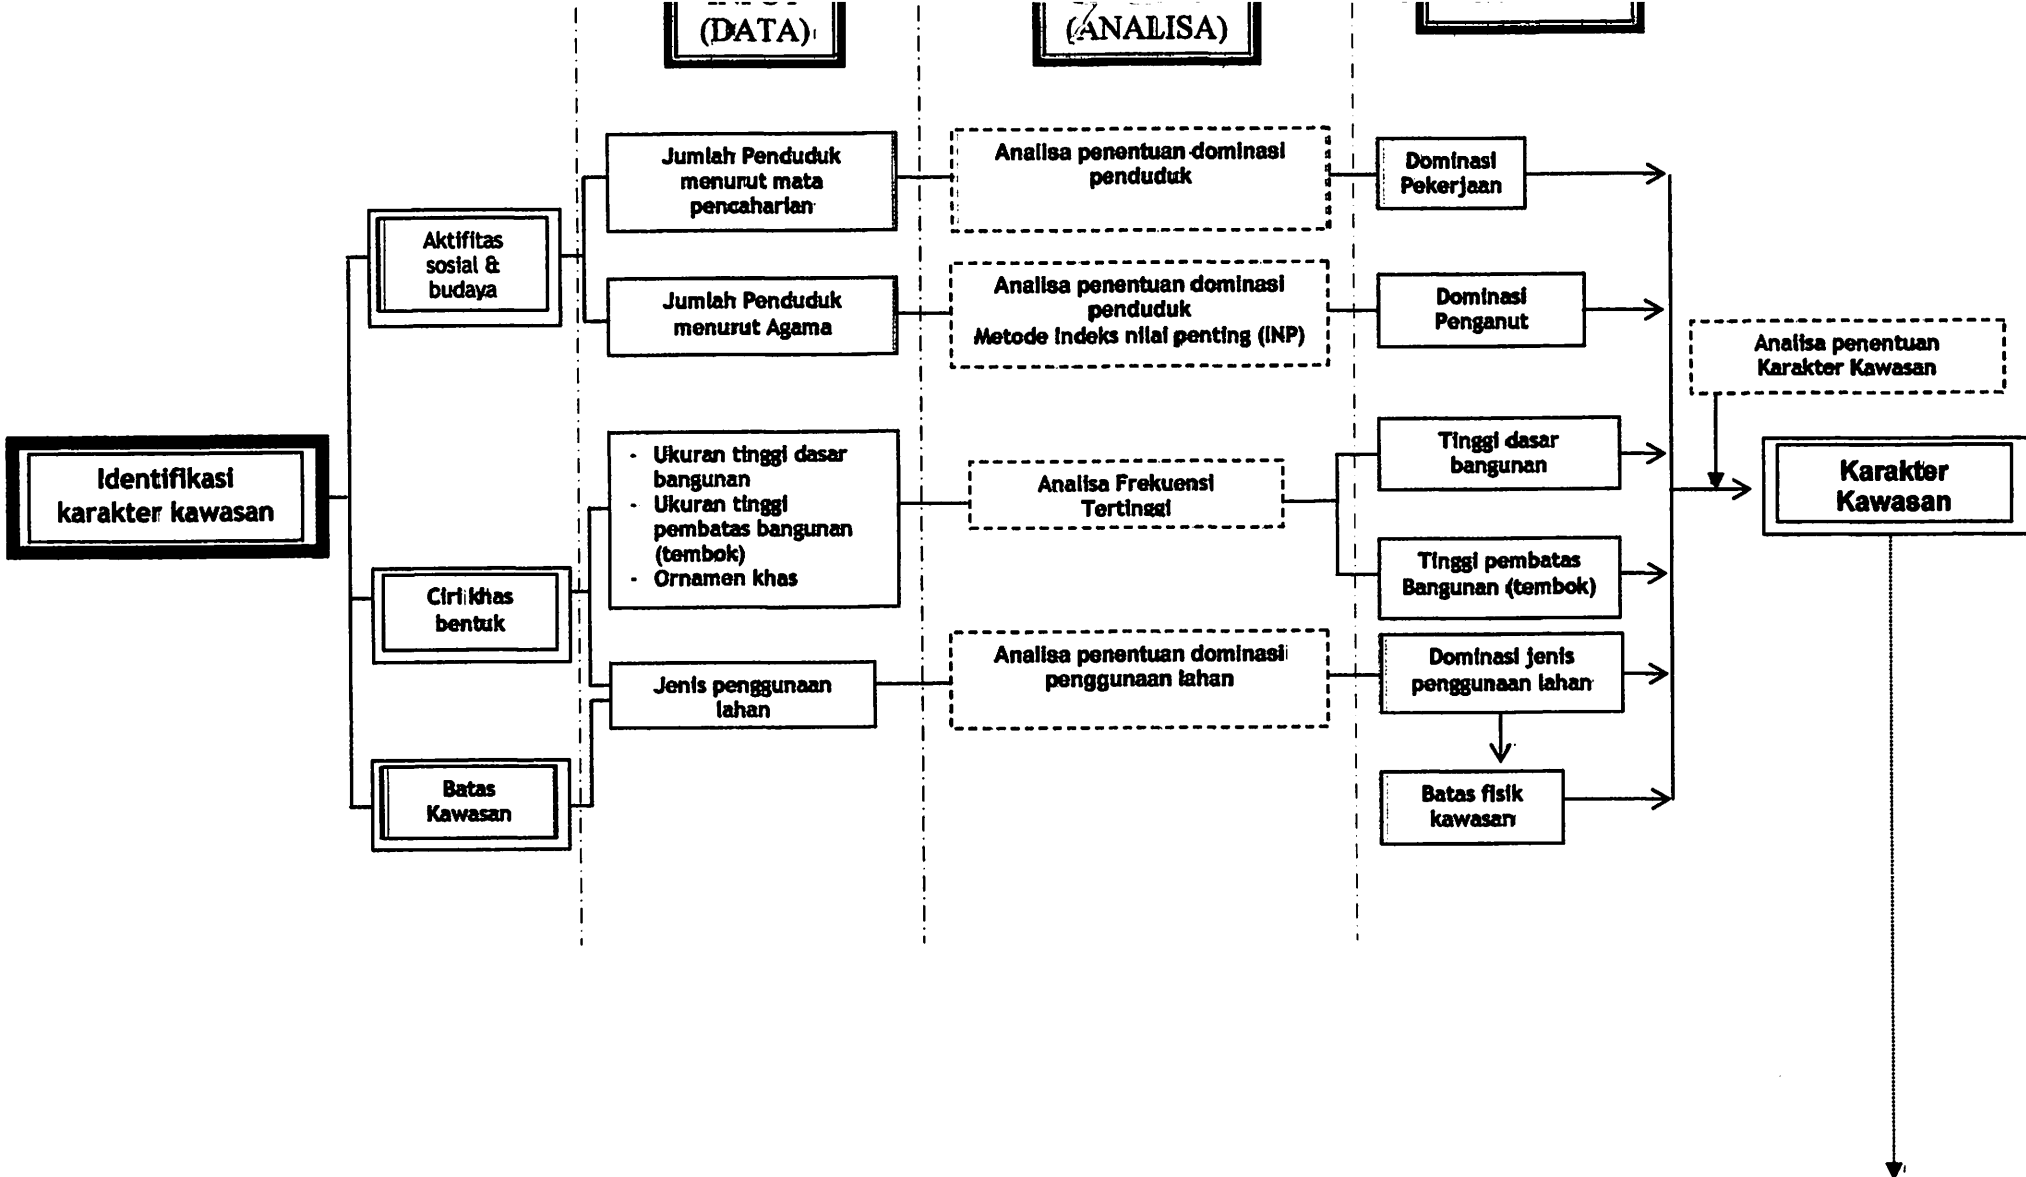 (DATA)
(ANALISA)
Jumlah Penduduk
menurut mata
pencaharian
Analisa penentuan dominasi
penduduk
Dominasi
Pekerjaan
Aktifitas
sosial &
budaya
Jumlah Penduduk
menurut Agama
Analisa penentuan dominasi
penduduk
Metode indeks nilai penting (INP)
Dominasi
Penganut
Analisa penentuan
Karakter Kawasan
Identifikasi
karakter kawasan
- Ukuran tinggi dasar
bangunan
- Ukuran tinggi
pembatas bangunan
(tembok)
- Ornamen khas
Analisa Frekuensi
Tertinggi
Tinggi dasar
bangunan
Karakter
Kawasan
Tinggi pembatas
Bangunan (tembok)
Ciri khas
bentuk
Jenis penggunaan
lahan
Analisa penentuan dominasi
penggunaan lahan
Dominasi jenis
penggunaan lahan
Batas
Kawasan
Batas fisik
kawasan